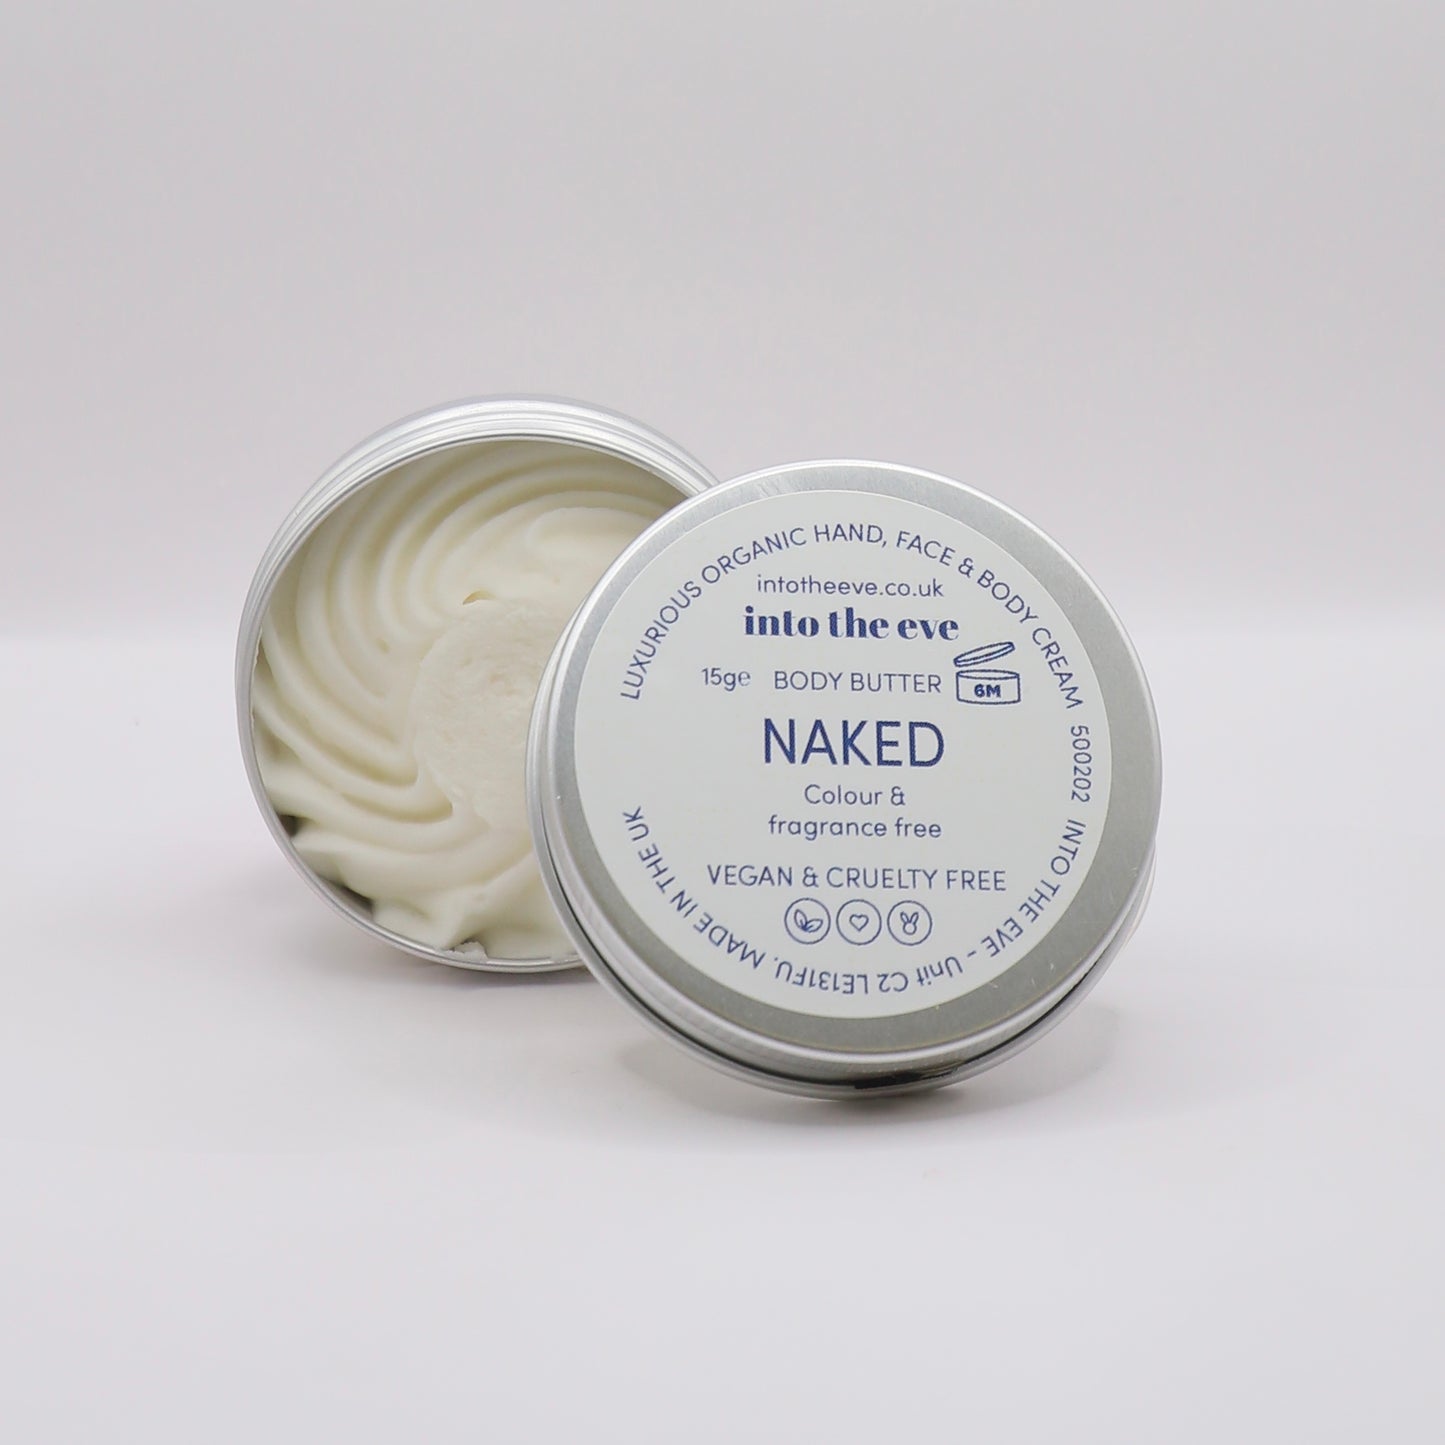 LUXURIOUS ORGANIC HAND, FACE & BODY CREAM 500202 INTO THE EVE - Unit C2 LE131FU. MADE IN THE UK
intotheeve.co.uk
into the eve
15ge BODY BUTTER 6M
NAKED
Colour &
fragrance free
VEGAN & CRUELTY FREE